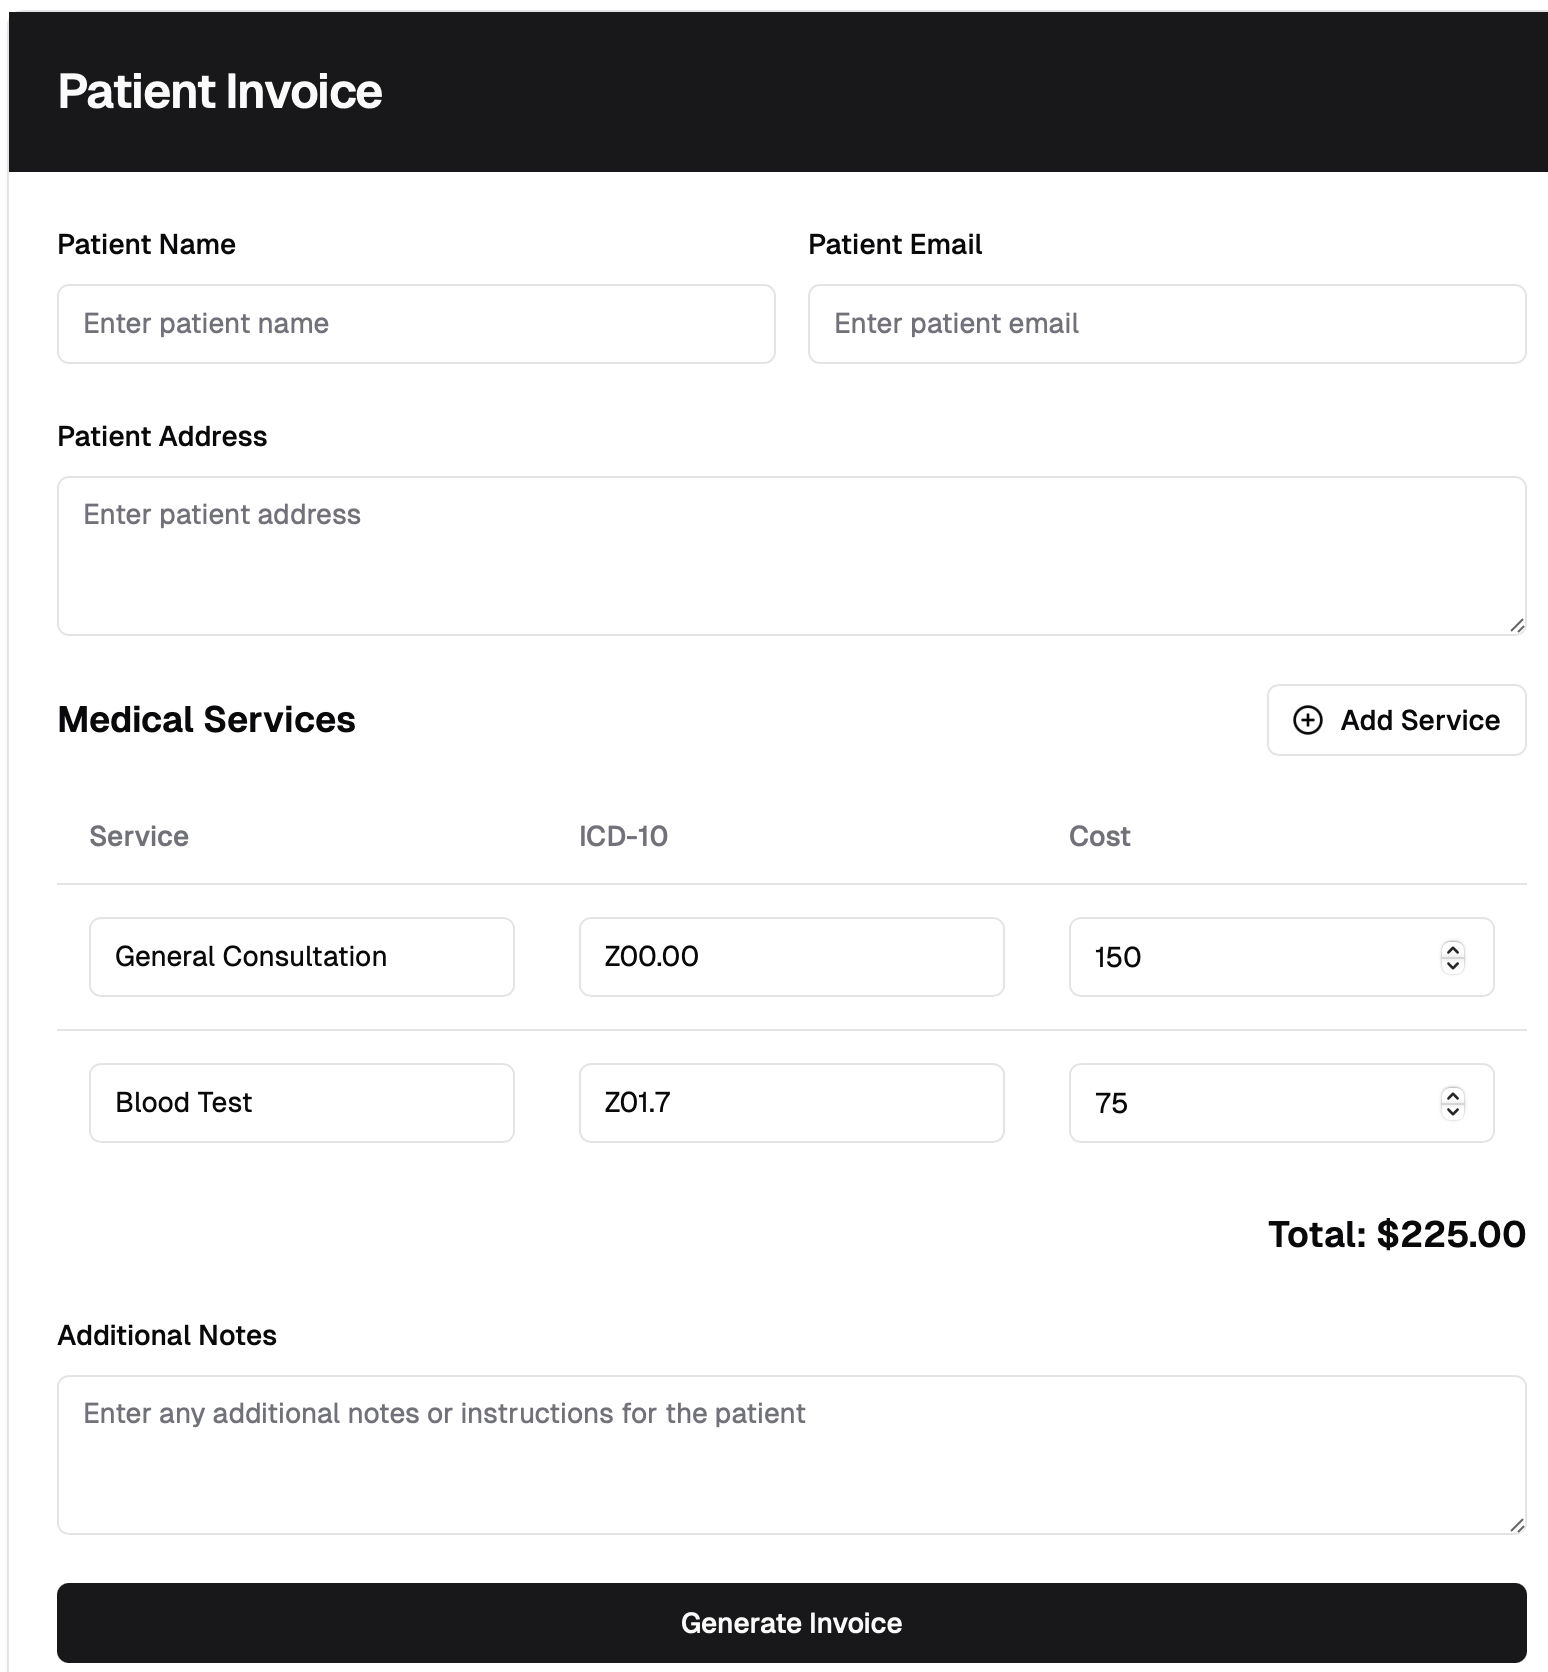 Patient Invoice
Patient Name
Patient Email
Enter patient name
Enter patient email
Patient Address
Enter patient address
Medical Services
Add Service
Service ICD-10 Cost
General Consultation Z00.00 150
Blood Test Z01.7 75
Total: $225.00
Additional Notes
Enter any additional notes or instructions for the patient
Generate Invoice